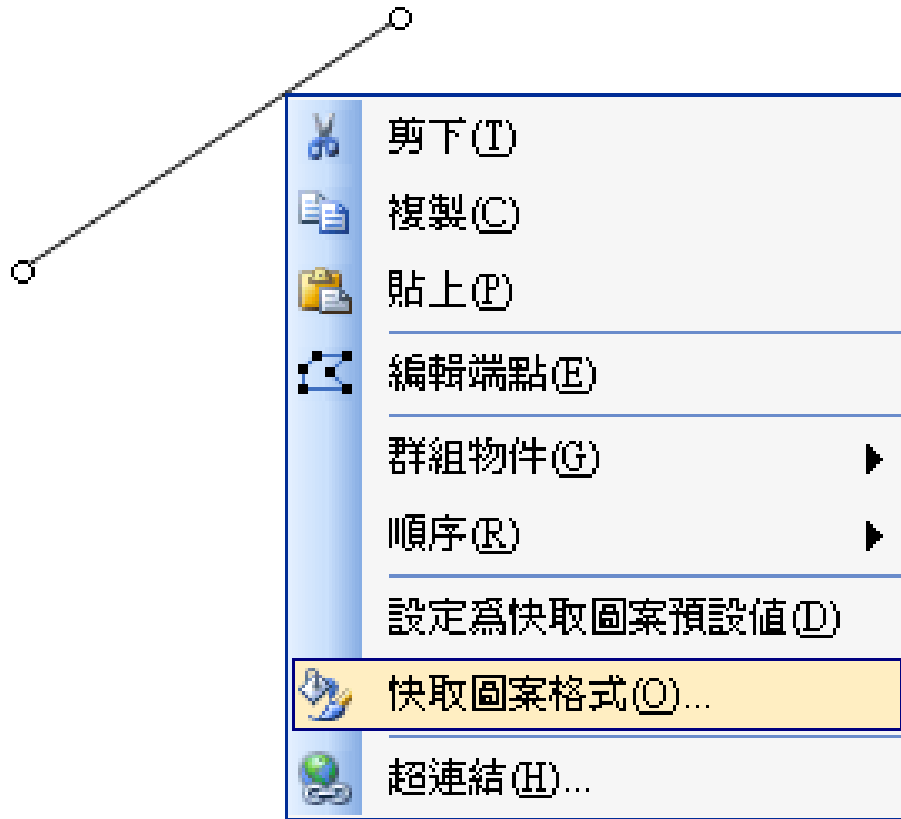 剪下(T)
複製(C)
貼上(P)
編輯端點(E)
群組物件(G)
順序(R)
設定爲快取圖案預設值(D)
快取圖案格式(O)...
超連結(H)...